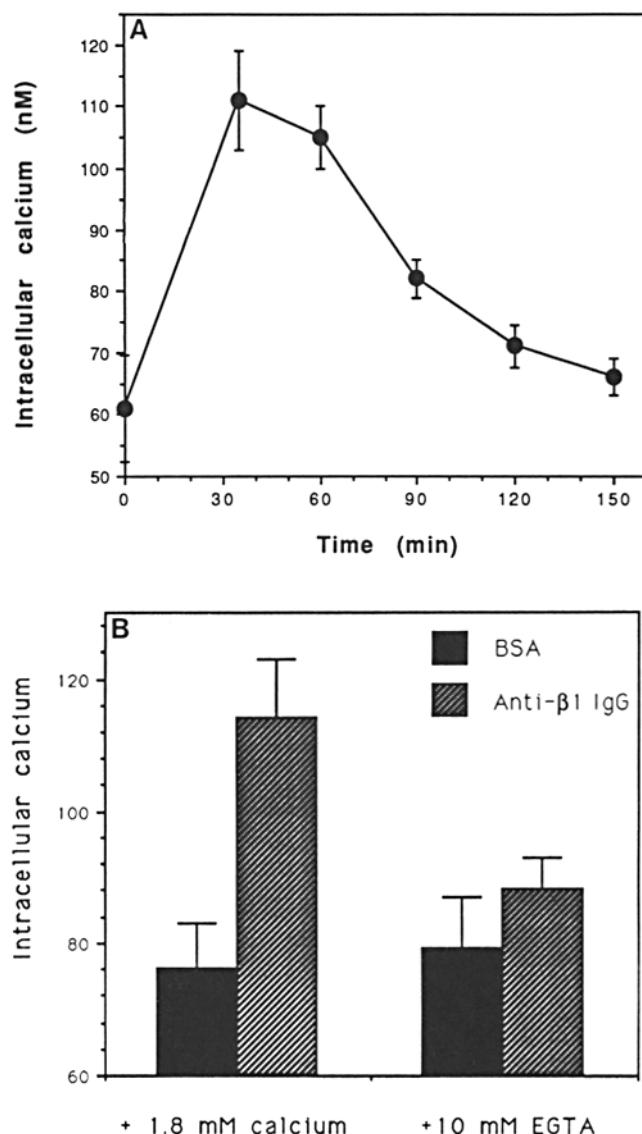 A
Intracellular calcium (nM)
120
110
100
90
80
70
60
50
0 30 60 90 120 150
Time (min)
B
BSA
Anti-β1 IgG
Intracellular calcium
120
100
80
60
+ 1.8 mM calcium +10 mM EGTA